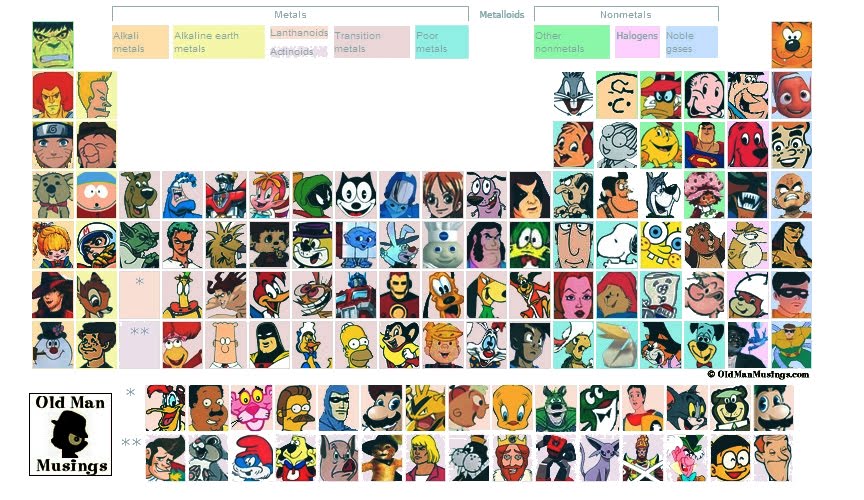 Metals
Metalloids
Nonmetals
Alkali
metals
Alkaline earth
metals
Lanthanoids
Actinoids
Transition
metals
Poor
metals
Other
nonmetals
Halogens
Noble
gases
*
**
© OldManMusings.com
Old Man
Musings
*
**